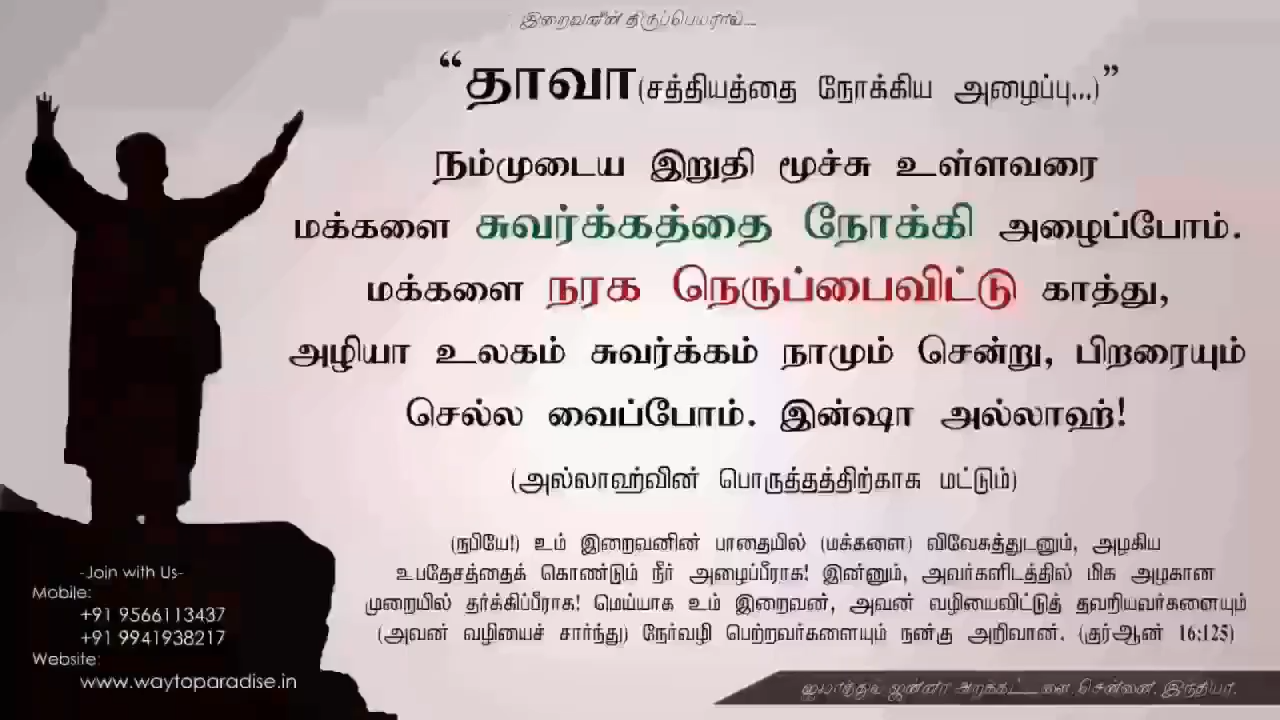 இறைவனின் திருப்பெயரால்...
“தாவா(சத்தியத்தை நோக்கிய அழைப்பு...)”
நம்முடைய இறுதி மூச்சு உள்ளவரை
மக்களை சுவர்க்கத்தை நோக்கி அழைப்போம்.
மக்களை நரக நெருப்பைவிட்டு காத்து,
அழியா உலகம் சுவர்க்கம் நாமும் சென்று, பிறரையும்
செல்ல வைப்போம். இன்ஷா அல்லாஹ்!
(அல்லாஹ்வின் பொருத்தத்திற்காக மட்டும்)
(நபியே!) உம் இறைவனின் பாதையில் (மக்களை) விவேகத்துடனும், அழகிய
உபதேசத்தைக் கொண்டும் நீர் அழைப்பீராக! இன்னும், அவர்களிடத்தில் மிக அழகான
முறையில் தர்க்கிப்பீராக! மெய்யாக உம் இறைவன், அவன் வழியைவிட்டுத் தவறியவர்களையும்
(அவன் வழியைச் சார்ந்து) நேர்வழி பெற்றவர்களையும் நன்கு அறிவான். (குர்ஆன் 16:125)
-Join with Us-
Mobile:
+91 9566113437
+91 9941938217
Website:
www.waytoparadise.in
ஜன்னா அறக்கட்டளை, சென்னை, இந்தியா.